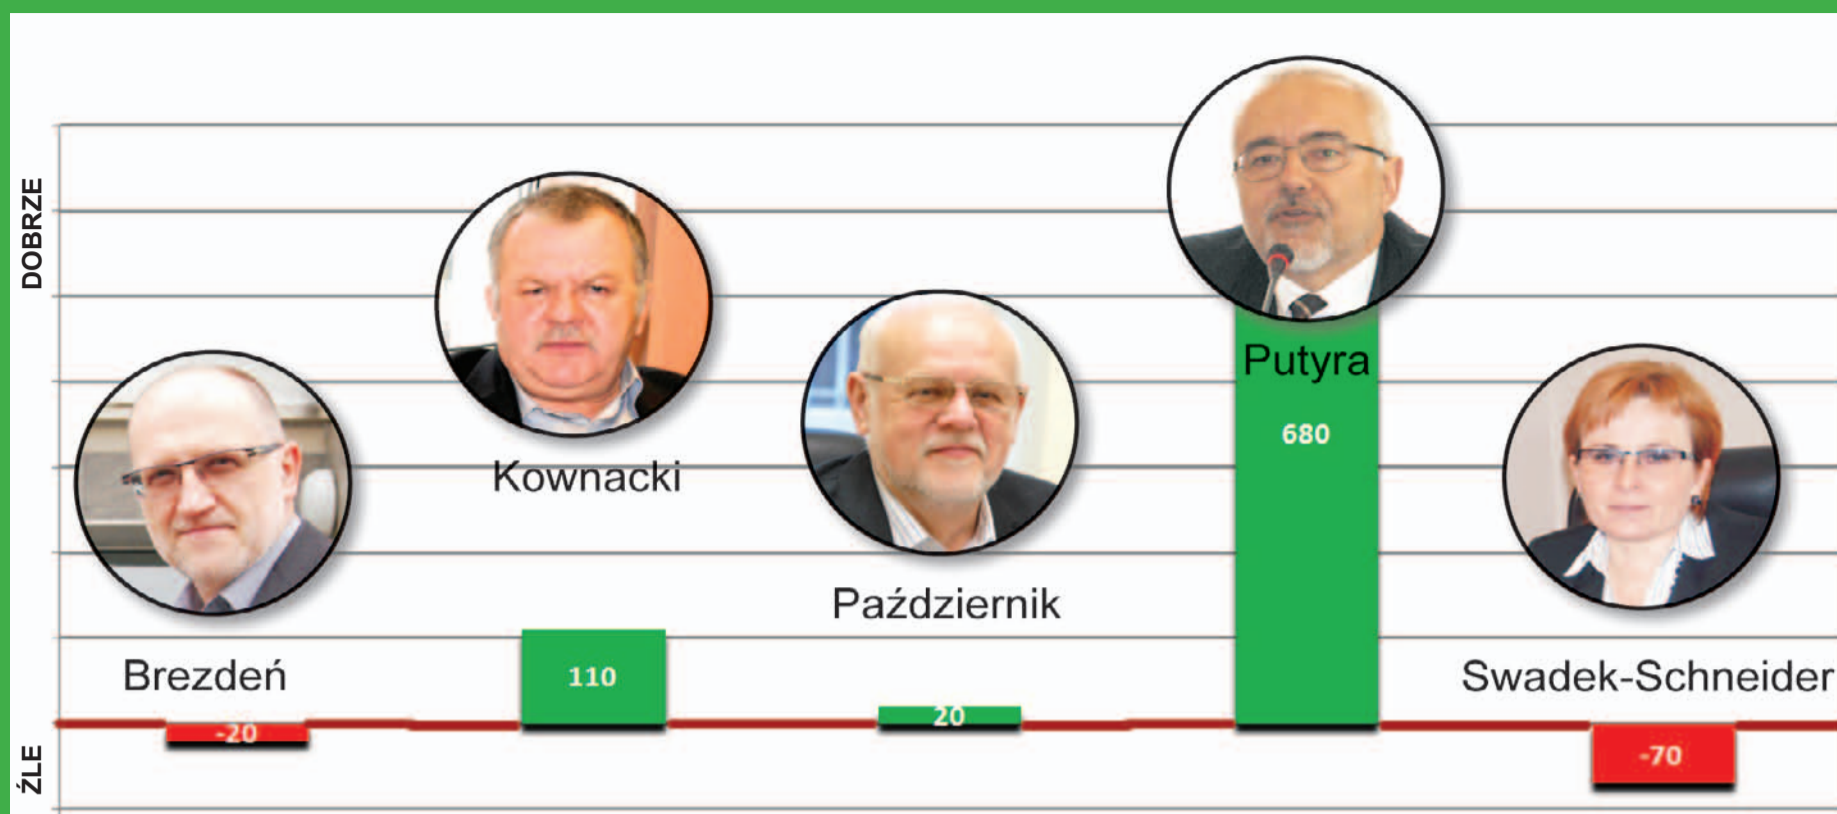 DOBRZE
Putyra
680
Kownacki
Październik
Brezdeń
110
Swadek-Schneider
20
-20
-70
ŹLE